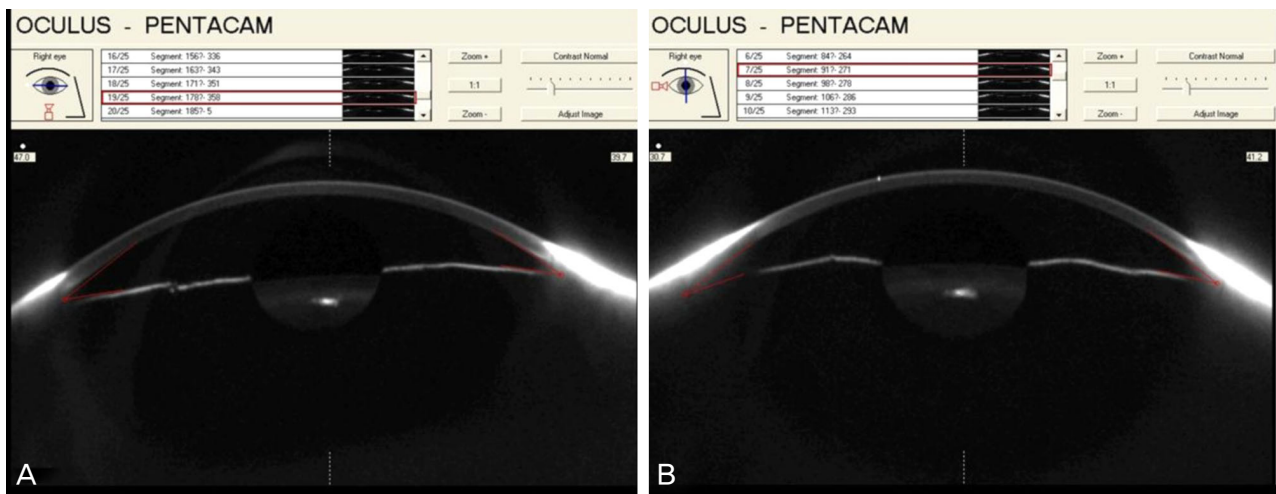 OCULUS - PENTACAM
Right eye
16/25 Segment: 156?- 336
17/25 Segment: 163?- 343
18/25 Segment: 171?- 351
19/25 Segment: 178?- 358
20/25 Segment: 185?- 5
Zoom +
1:1
Zoom -
Contrast Normal
Adjust Image
47.0
39.7
A
OCULUS - PENTACAM
Right eye
6/25 Segment: 84?- 264
7/25 Segment: 91?- 271
8/25 Segment: 98?- 278
9/25 Segment: 106?- 286
10/25 Segment: 113?- 293
Zoom +
1:1
Zoom -
Contrast Normal
Adjust Image
30.7
41.2
B